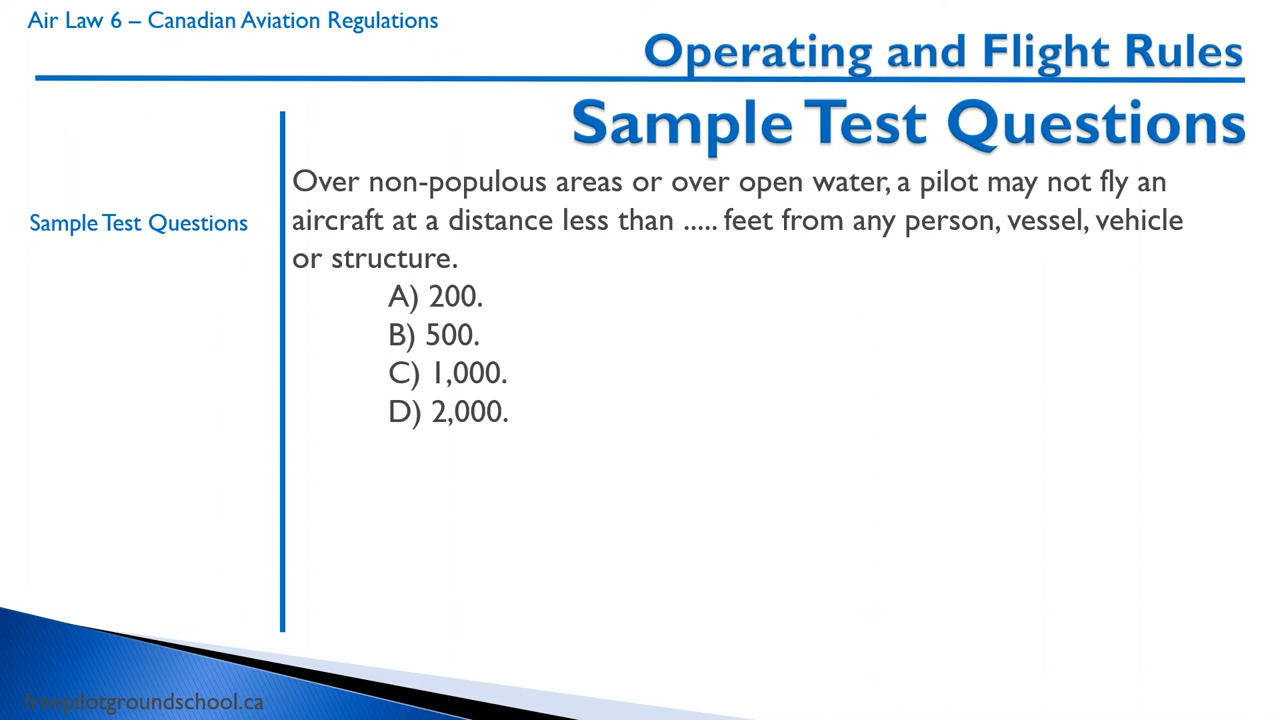 Air Law 6 – Canadian Aviation Regulations
Operating and Flight Rules
Sample Test Questions
Sample Test Questions
Over non-populous areas or over open water, a pilot may not fly an
aircraft at a distance less than ..... feet from any person, vessel, vehicle
or structure.
A) 200.
B) 500.
C) 1,000.
D) 2,000.
freepilotgroundschool.ca